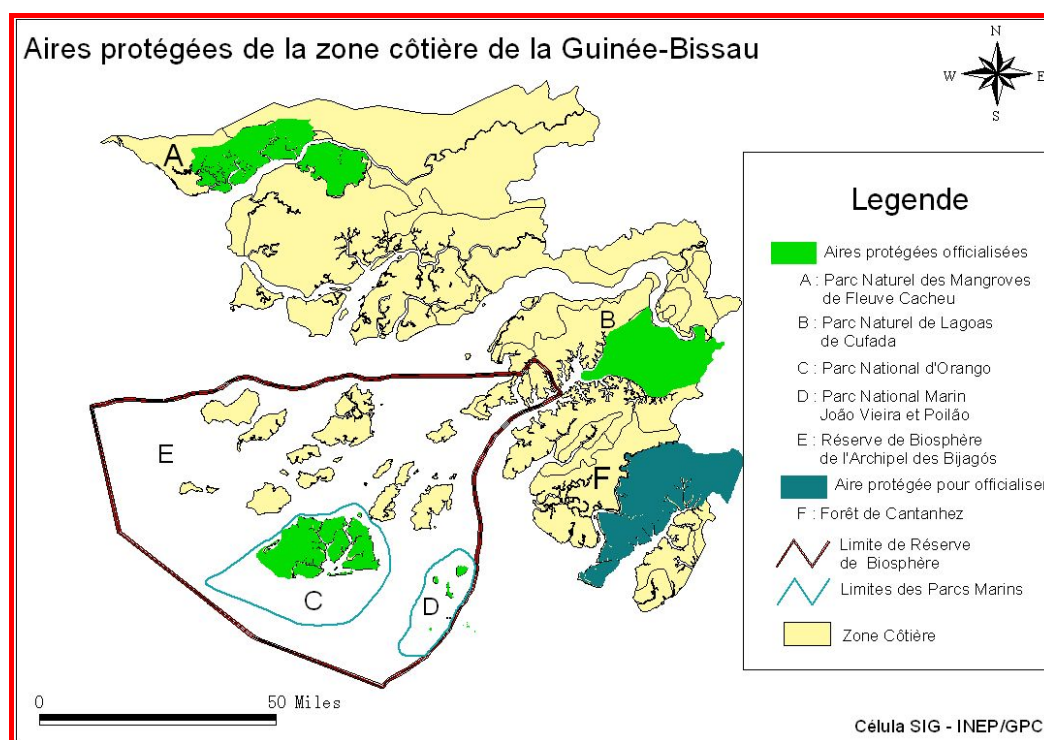 Aires protégées de la zone côtière de la Guinée-Bissau
N
W
E
S
A
B
E
F
C
D
Legende
Aires protégées officialisées
A : Parc Naturel des Mangroves
de Fleuve Cacheu
B : Parc Naturel de Lagoas
de Cufada
C : Parc National d'Orango
D : Parc National Marin
João Vieira et Poilão
E : Réserve de Biosphère
de l'Archipel des Bijagós
Aire protégée pour officialiser
F : Forêt de Cantanhez
Limite de Réserve
de Biosphère
Limites des Parcs Marins
Zone Côtière
0
50 Miles
Célula SIG - INEP/GPC